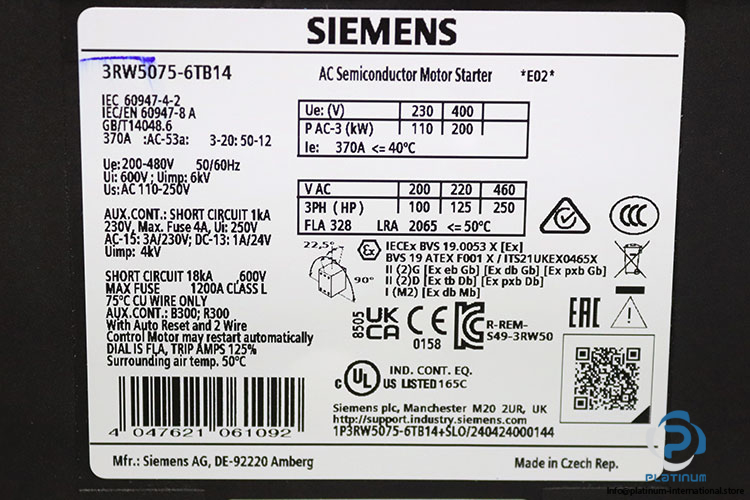 SIEMENS
3RW5075-6TB14
AC Semiconductor Motor Starter *E02*
IEC 60947-4-2
IEC/EN 60947-8 A
GB/T14048.6
370A :AC-53a: 3-20: 50-12
Ue:200-480V 50/60Hz
Ui: 600V ; Uimp: 6kV
Us: AC 110-250V
Ue: (V) 230 400
P AC-3 (kW) 110 200
Ie: 370A <= 40°C
AUX.CONT.: SHORT CIRCUIT 1kA
230V, Max. Fuse 4A, Ui: 250V
AC-15: 3A/230V; DC-13: 1A/24V
Uimp: 4kV
V AC 200 220 460
3PH ( HP) 100 125 250
FLA 328 LRA 2065 <= 50°C
SHORT CIRCUIT 18kA ,600V
MAX FUSE 1200A CLASS L
75°C CU WIRE ONLY
AUX.CONT.: B300; R300
With Auto Reset and 2 Wire
Control Motor may restart automatically
DIAL IS FLA, TRIP AMPS 125%
Surrounding air temp. 50°C
22,5°
90°
Ex
IECEx BVS 19.0053 X [Ex]
BVS 19 ATEX F001 X / ITS21UKEX0465X
II (2)G [Ex eb Gb] [Ex db Gb] [Ex pxb Gb]
II (2)D [Ex tb Db] [Ex pxb Db]
I (M2) [Ex db Mb]
CCC
8505
UK
CA
CE
0158
R-REM-
S49-3RW50
EAC
C UL US
IND. CONT. EQ.
LISTED 165C
4 047621 061092
Siemens plc, Manchester M20 2UR, UK
http://support.industry.siemens.com
1P3RW5075-6TB14+SLO/240424000144
Mfr.: Siemens AG, DE-92220 Amberg
Made in Czech Rep.
PLATINUM
info@platinum-international.store